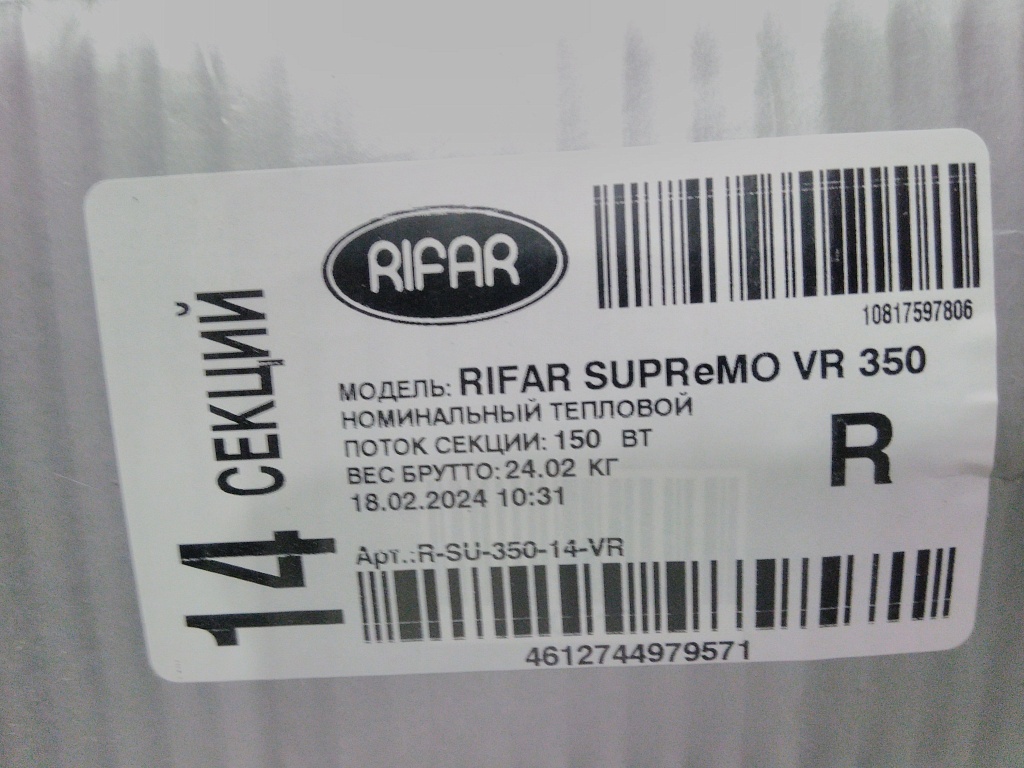 RIFAR
10817597806
14 СЕКЦИЙ
МОДЕЛЬ: RIFAR SUPReMO VR 350
НОМИНАЛЬНЫЙ ТЕПЛОВОЙ
ПОТОК СЕКЦИИ: 150 ВТ
ВЕС БРУТТО: 24.02 КГ
18.02.2024 10:31
R
Арт.:R-SU-350-14-VR
4612744979571